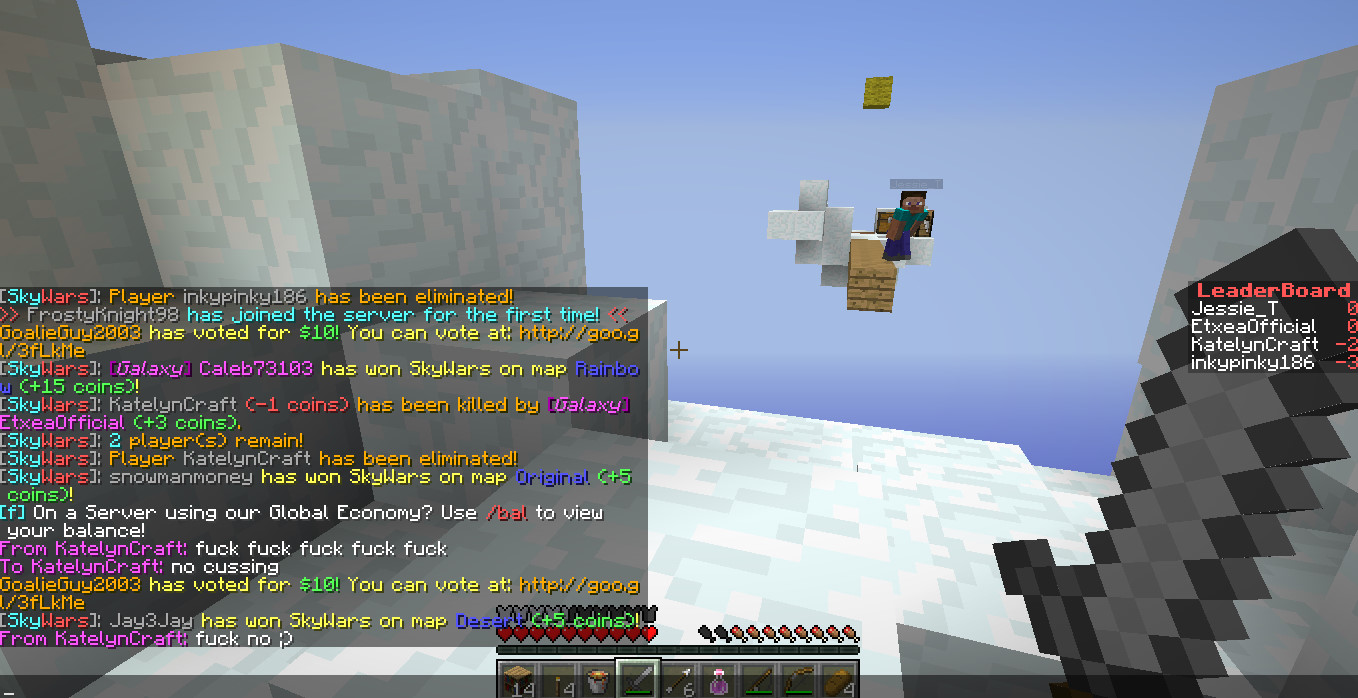 [SkyWars]: Player inkypinky186 has been eliminated!
>> FrostyKnight98 has joined the server for the first time! <<
GoalieGuy2003 has voted for $10! You can vote at: http://goo.g
l/3fLkMe
[SkyWars]: [Galaxy] Caleb73103 has won SkyWars on map Rainbo
w (+15 coins)!
[SkyWars]: KatelynCraft (-1 coins) has been killed by [Galaxy]
EtxeaOfficial (+3 coins).
[SkyWars]: 2 player(s) remain!
[SkyWars]: Player KatelynCraft has been eliminated!
[SkyWars]: snowmanmoney has won SkyWars on map Original (+5
coins)!
[f] On a Server using our Global Economy? Use /bal to view
your balance!
From KatelynCraft: fuck fuck fuck fuck fuck
To KatelynCraft: no cussing
GoalieGuy2003 has voted for $10! You can vote at: http://goo.g
l/3fLkMe
[SkyWars]: Jay3Jay has won SkyWars on map Desert (+5 coins)!
From KatelynCraft: fuck no ;)
_
LeaderBoard
Jessie_T 0
EtxeaOfficial 0
KatelynCraft -2
inkypinky186 -3
14 4 6 4